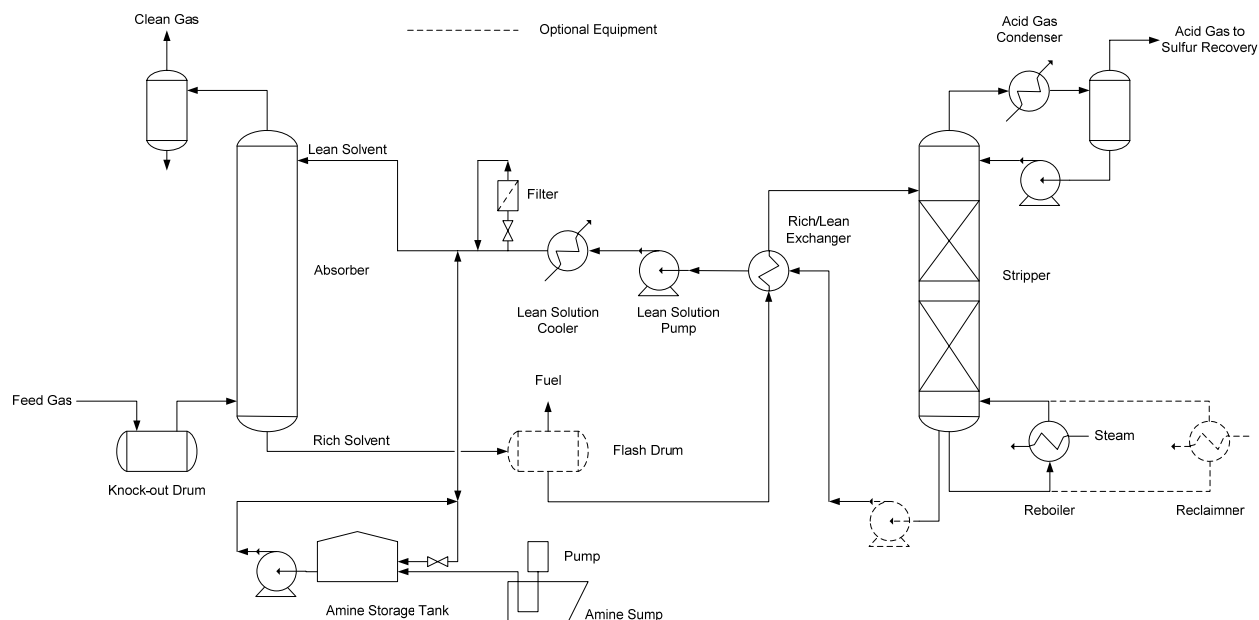 Clean Gas
Optional Equipment
Acid Gas
Condenser
Acid Gas to
Sulfur Recovery
Lean Solvent
Filter
Rich/Lean
Exchanger
Absorber
Stripper
Lean Solution
Cooler
Lean Solution
Pump
Fuel
Feed Gas
Rich Solvent
Flash Drum
Steam
Knock-out Drum
Reboiler
Reclaimner
Pump
Amine Storage Tank
Amine Sump